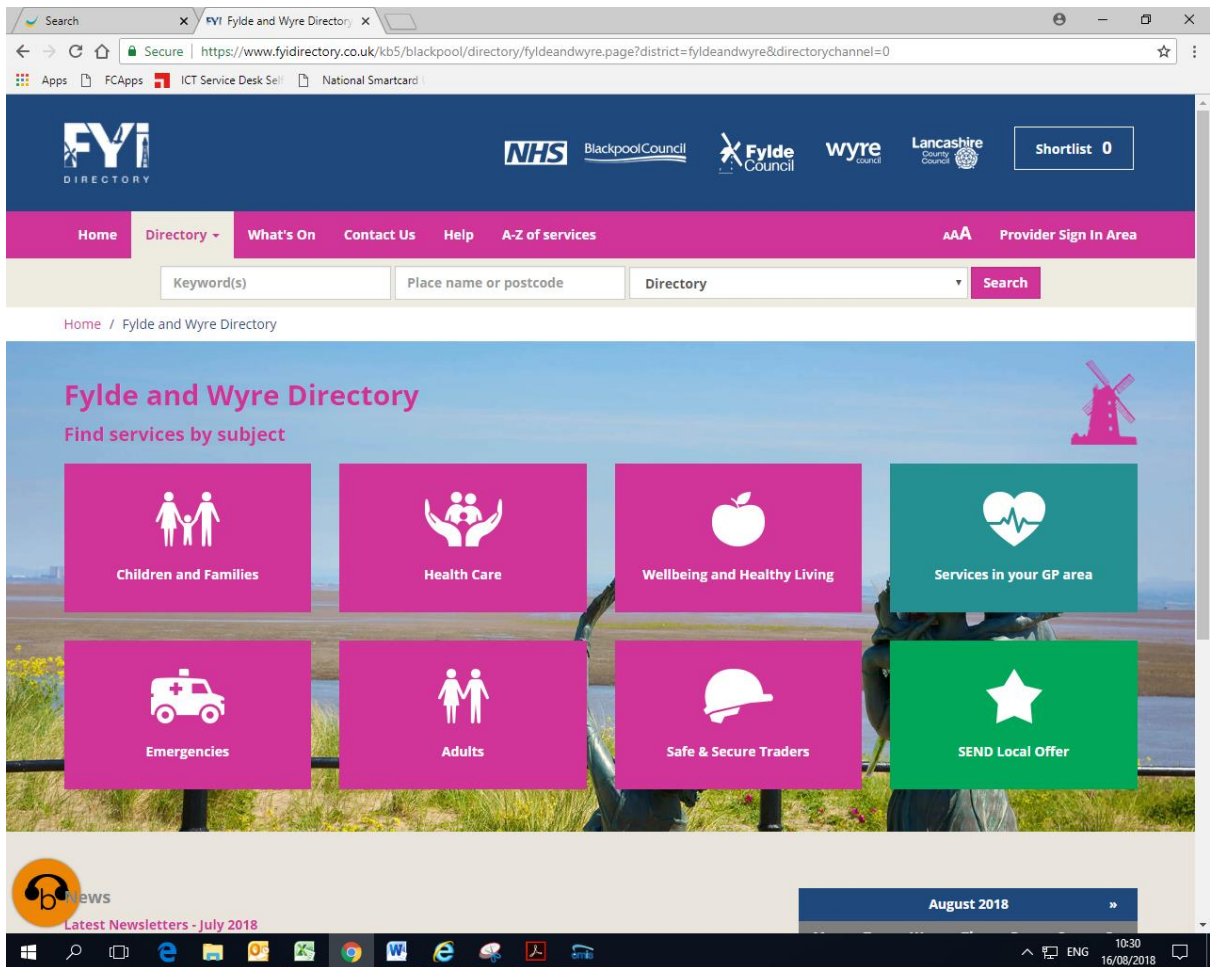 Search
FYi Fylde and Wyre Directory
Secure | https://www.fyidirectory.co.uk/kb5/blackpool/directory/fyldeandwyre.page?district=fyldeandwyre&directorychannel=0
Apps FCApps ICT Service Desk Self National Smartcard
FYi
DIRECTORY
NHS BlackpoolCouncil Fylde Council wyre council Lancashire County Council Shortlist 0
Home Directory What's On Contact Us Help A-Z of services AAA Provider Sign In Area
Keyword(s) Place name or postcode Directory Search
Home / Fylde and Wyre Directory
Fylde and Wyre Directory
Find services by subject
Children and Families Health Care Wellbeing and Healthy Living Services in your GP area
Emergencies Adults Safe & Secure Traders SEND Local Offer
News August 2018 »
Latest Newsletters - July 2018
ENG 10:30
16/08/2018